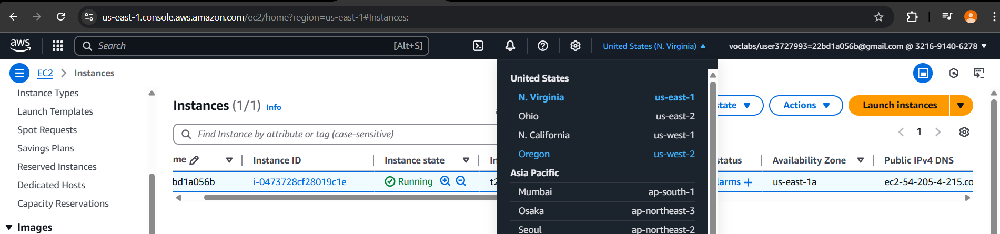 us-east-1.console.aws.amazon.com/ec2/home?region=us-east-1#Instances:
aws
Search
[Alt+S]
United States (N. Virginia)
voclabs/user3727993=22bd1a056b@gmail.com @ 3216-9140-6278
EC2
Instances
Instance Types
Launch Templates
Spot Requests
Savings Plans
Reserved Instances
Dedicated Hosts
Capacity Reservations
Images
Instances (1/1) Info
tate
Actions
Launch instances
Find Instance by attribute or tag (case-sensitive)
1
me
Instance ID
Instance state
In
tatus
Availability Zone
Public IPv4 DNS
bd1a056b
i-0473728cf28019c1e
Running
t2
larms +
us-east-1a
ec2-54-205-4-215.co
United States
N. Virginia us-east-1
Ohio us-east-2
N. California us-west-1
Oregon us-west-2
Asia Pacific
Mumbai ap-south-1
Osaka ap-northeast-3
Seoul ap-northeast-2